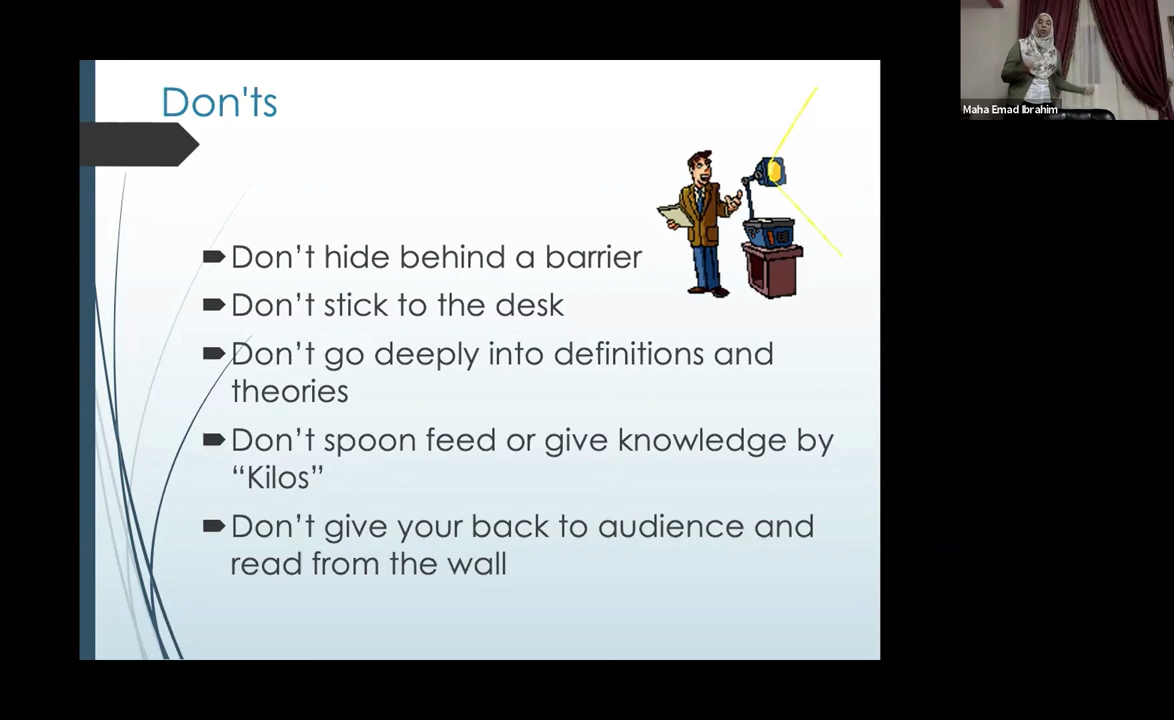 Don'ts
Maha Emad Ibrahim
Don’t hide behind a barrier
Don’t stick to the desk
Don’t go deeply into definitions and
theories
Don’t spoon feed or give knowledge by
“Kilos”
Don’t give your back to audience and
read from the wall